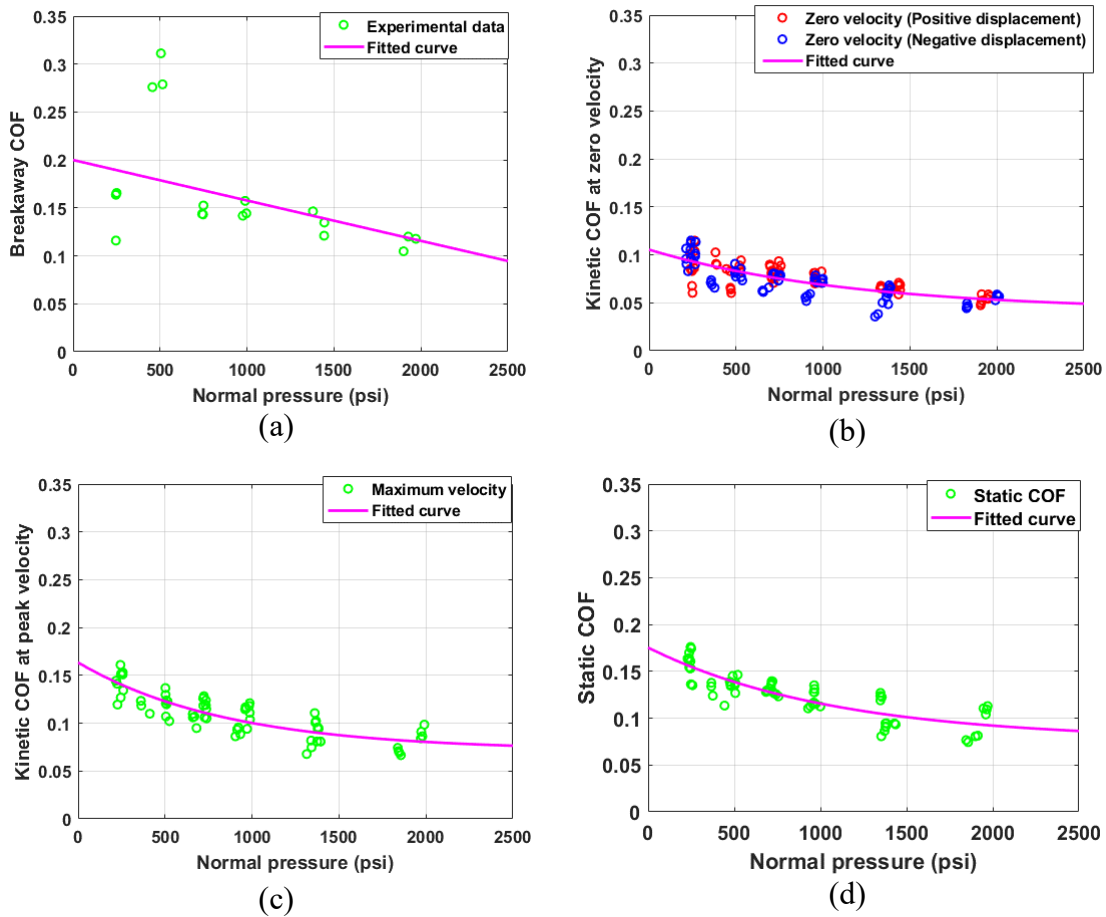 0.35
0.3
0.25
0.2
0.15
0.1
0.05
0
Breakaway COF
Experimental data
Fitted curve
0 500 1000 1500 2000 2500
Normal pressure (psi)
(a)
0.35
0.3
0.25
0.2
0.15
0.1
0.05
0
Kinetic COF at zero velocity
Zero velocity (Positive displacement)
Zero velocity (Negative displacement)
Fitted curve
0 500 1000 1500 2000 2500
Normal pressure (psi)
(b)
0.35
0.3
0.25
0.2
0.15
0.1
0.05
0
Kinetic COF at peak velocity
Maximum velocity
Fitted curve
0 500 1000 1500 2000 2500
Normal pressure (psi)
(c)
0.35
0.3
0.25
0.2
0.15
0.1
0.05
0
Static COF
Static COF
Fitted curve
0 500 1000 1500 2000 2500
Normal pressure (psi)
(d)